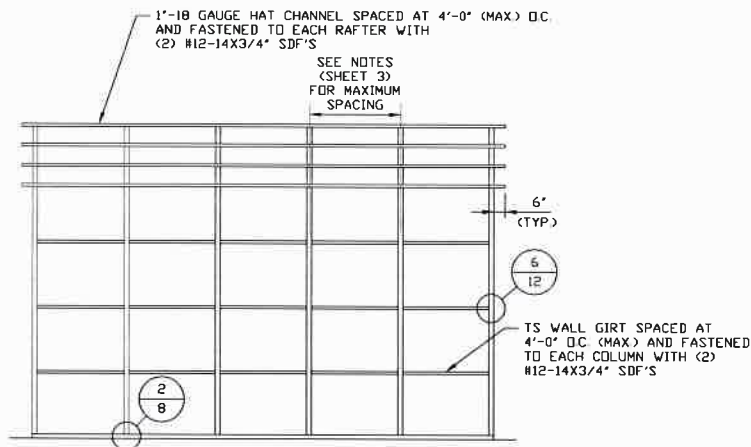 1"-18 GAUGE HAT CHANNEL SPACED AT 4'-0" (MAX.) O.C.
AND FASTENED TO EACH RAFTER WITH
(2) #12-14X3/4" SDF'S
SEE NOTES
(SHEET 3)
FOR MAXIMUM
SPACING
6"
(TYP.)
6
12
TS WALL GIRT SPACED AT
4'-0" O.C. (MAX.) AND FASTENED
TO EACH COLUMN WITH (2)
#12-14X3/4" SDF'S
2
8